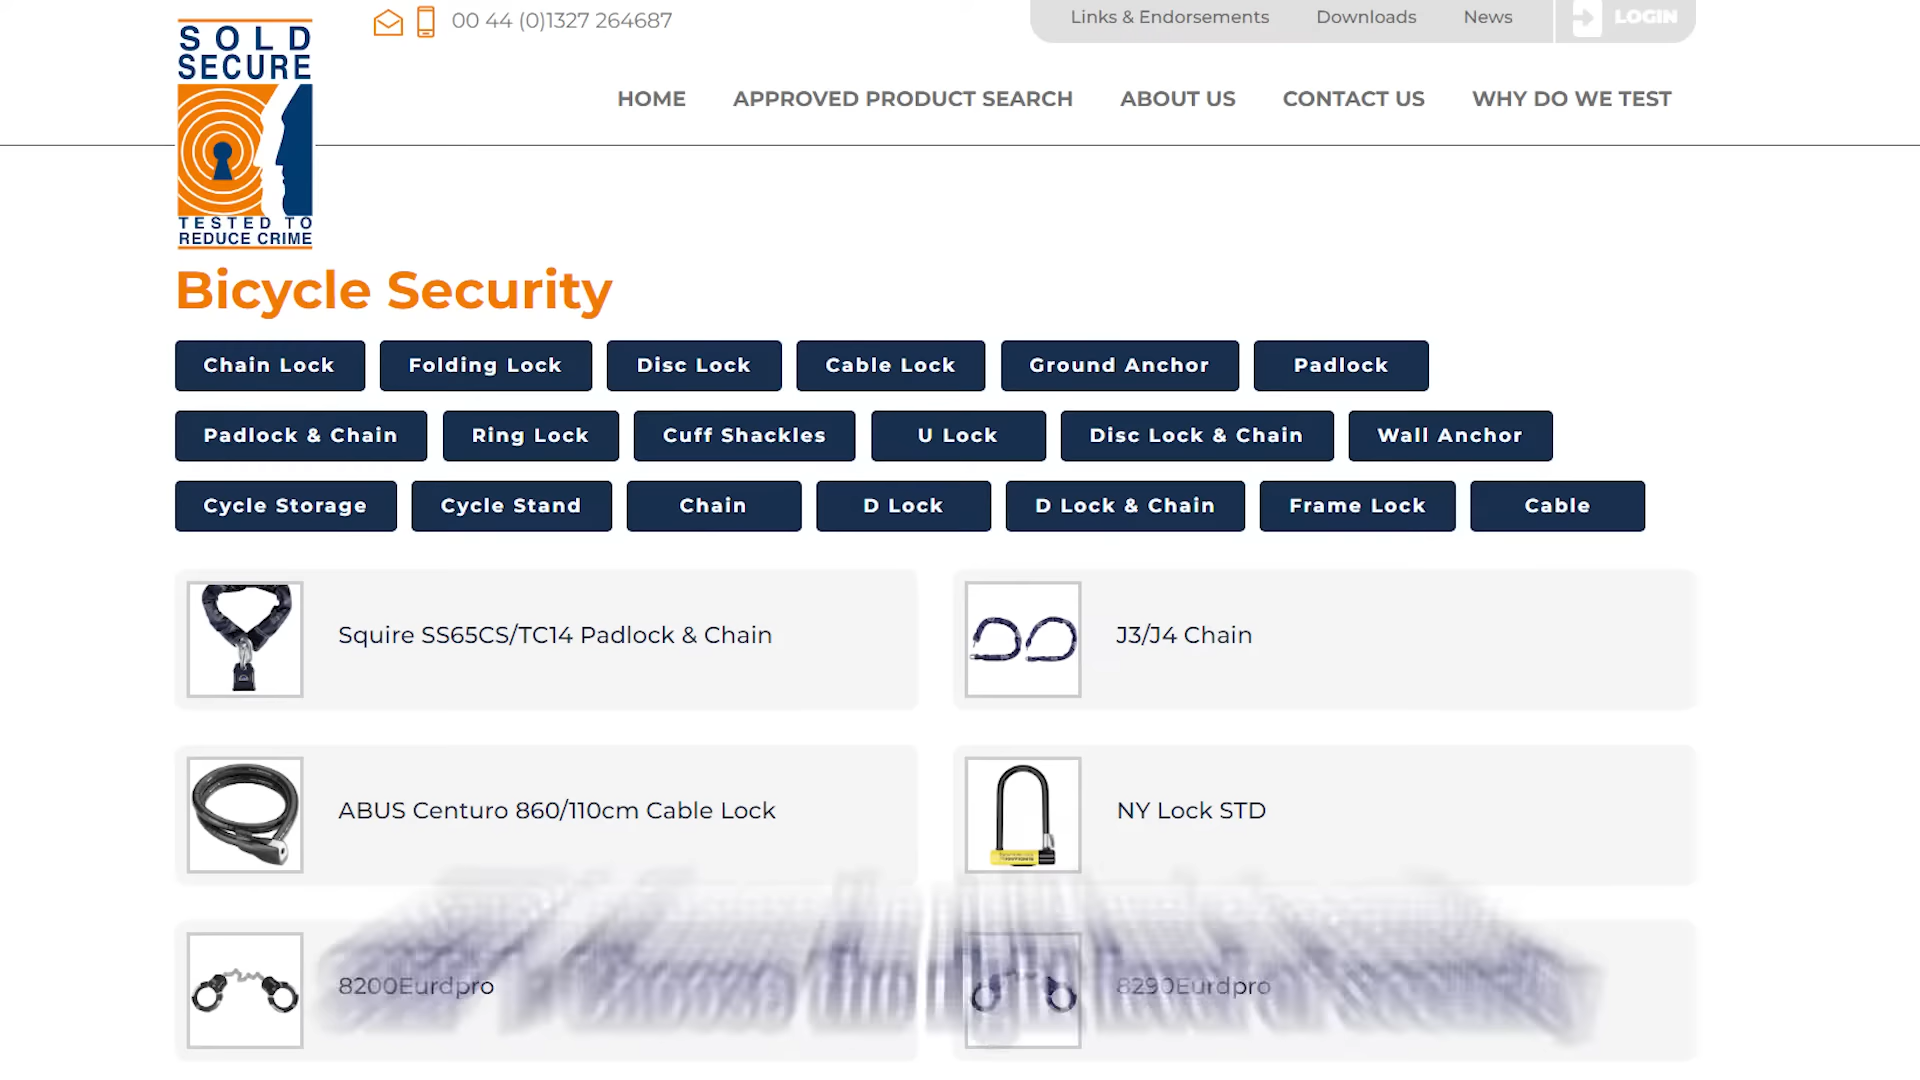 SOLD
SECURE
TESTED TO
REDUCE CRIME
00 44 (0)1327 264687
Links & Endorsements
Downloads
News
LOGIN
HOME
APPROVED PRODUCT SEARCH
ABOUT US
CONTACT US
WHY DO WE TEST
Bicycle Security
Chain Lock
Folding Lock
Disc Lock
Cable Lock
Ground Anchor
Padlock
Padlock & Chain
Ring Lock
Cuff Shackles
U Lock
Disc Lock & Chain
Wall Anchor
Cycle Storage
Cycle Stand
Chain
D Lock
D Lock & Chain
Frame Lock
Cable
Squire SS65CS/TC14 Padlock & Chain
J3/J4 Chain
ABUS Centuro 860/110cm Cable Lock
NY Lock STD
8200Eurdpro
8290Eurdpro